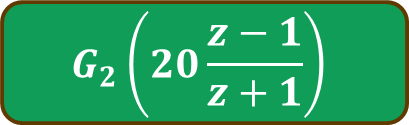 G₂(20 (z − 1)/(z + 1))